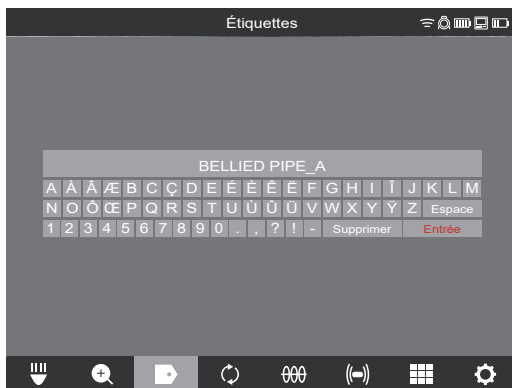 Étiquettes
BELLIED PIPE_A
A À Â Æ B C Ç D E É È Ê Ë F G H I Î J K L M
N O Ô Œ P Q R S T U Ù Û Ü V W X Y Ÿ Z Espace
1 2 3 4 5 6 7 8 9 0 . , ? ! - Supprimer Entrée